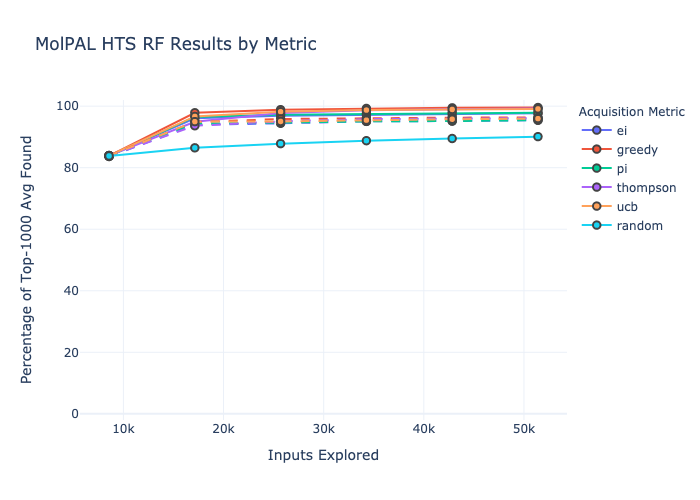 MolPAL HTS RF Results by Metric
Percentage of Top-1000 Avg Found
100
80
60
40
20
0
10k
20k
30k
40k
50k
Inputs Explored
Acquisition Metric
ei
greedy
pi
thompson
ucb
random